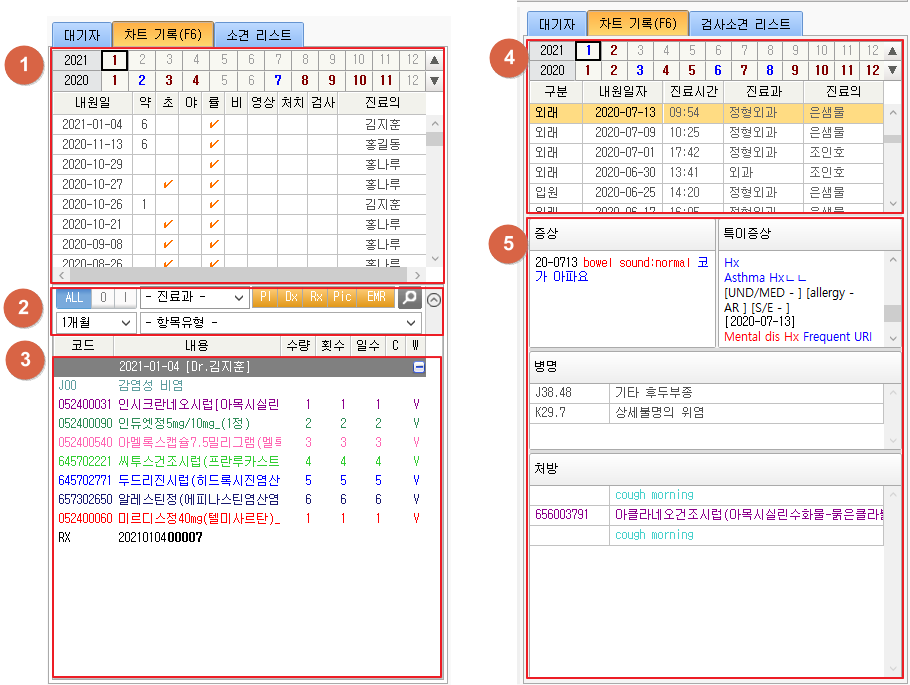 대기자 차트 기록(F6) 소견 리스트
1
2021 1 2 3 4 5 6 7 8 9 10 11 12 ▲
2020 1 2 3 4 5 6 7 8 9 10 11 12 ▼
내원일 약 초 야 률 비 영상 처치 검사 진료의
2021-01-04 6 ✓ 김지훈
2020-11-13 6 ✓ 홍길동
2020-10-29 ✓ 홍나루
2020-10-27 ✓ ✓ 홍나루
2020-10-26 1 ✓ 김지훈
2020-10-21 ✓ ✓ 홍나루
2020-09-08 ✓ ✓ 홍나루
2020-08-26 ✓ ✓ 홍나루
2
ALL O I - 진료과 - PI Dx Rx Pic EMR
1개월 - 항목유형 -
3
코드 내용 수량 횟수 일수 C W
2021-01-04 [Dr.김지훈]
J00 감염성 비염
052400031 인시크란네오시럽[아목시실린 1 1 1 V
052400090 인듀엣정5mg/10mg_(1정) 2 2 2 V
052400540 아멜록스캡슐7.5밀리그램(멜록 3 3 3 V
645702221 씨투스건조시럽(프란루카스트 4 4 4 V
645702771 두드리진시럽(히드록시진염산 5 5 5 V
657302650 알레스틴정(에피나스틴염산염 6 6 6 V
052400060 미르디스정40mg(텔미사르탄)_ 1 1 1 V
RX 2021010400007
대기자 차트 기록(F6) 검사소견 리스트
4
2021 1 2 3 4 5 6 7 8 9 10 11 12 ▲
2020 1 2 3 4 5 6 7 8 9 10 11 12 ▼
구분 내원일자 진료시간 진료과 진료의
외래 2020-07-13 09:54 정형외과 은샘물
외래 2020-07-09 10:25 정형외과 은샘물
외래 2020-07-01 17:42 정형외과 조인호
외래 2020-06-30 13:41 외과 조인호
입원 2020-06-25 14:20 정형외과 은샘물
외래 2020-06-17 16:05 정형외과 은샘물
5
증상
20-0713 bowel sound:normal 코
가 아파요
특이증상
Hx
Asthma Hxㄴㄴ
[UND/MED - ] [allergy -
AR ] [S/E - ]
[2020-07-13]
Mental dis Hx Frequent URI
병명
J38.48 기타 후두부종
K29.7 상세불명의 위염
처방
cough morning
656003791 아클라네오건조시럽(아목시실린수화물-묽은클라불
cough morning